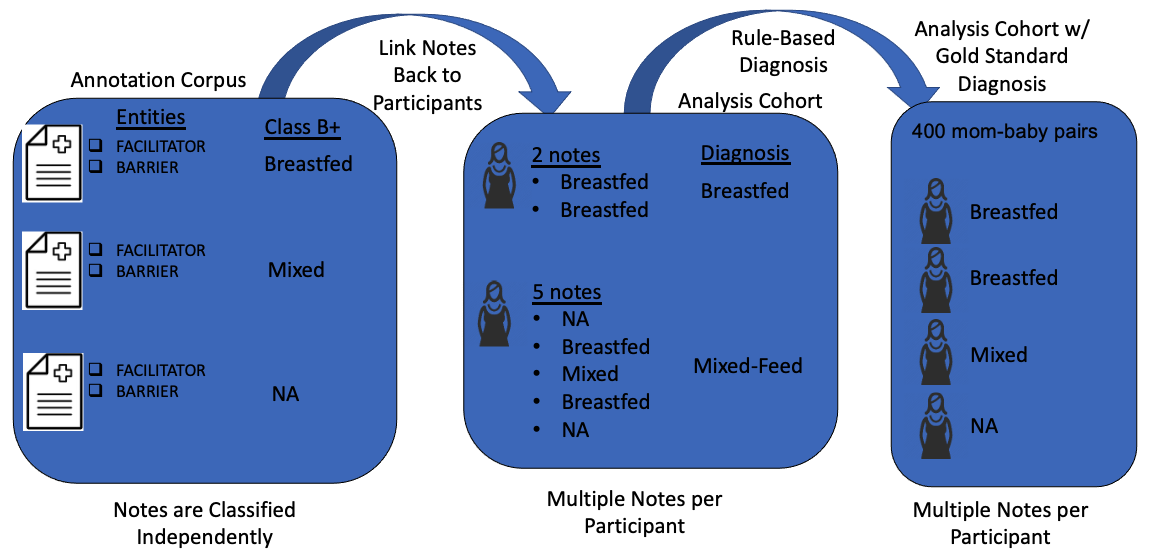 Annotation Corpus
Entities
Class B+
FACILITATOR
BARRIER
Breastfed
FACILITATOR
BARRIER
Mixed
FACILITATOR
BARRIER
NA
Notes are Classified
Independently
Link Notes
Back to
Participants
Analysis Cohort
2 notes
• Breastfed
• Breastfed
Diagnosis
Breastfed
5 notes
• NA
• Breastfed
• Mixed
• Breastfed
• NA
Mixed-Feed
Multiple Notes per
Participant
Rule-Based
Diagnosis
Analysis Cohort w/
Gold Standard
Diagnosis
400 mom-baby pairs
Breastfed
Breastfed
Mixed
NA
Multiple Notes per
Participant